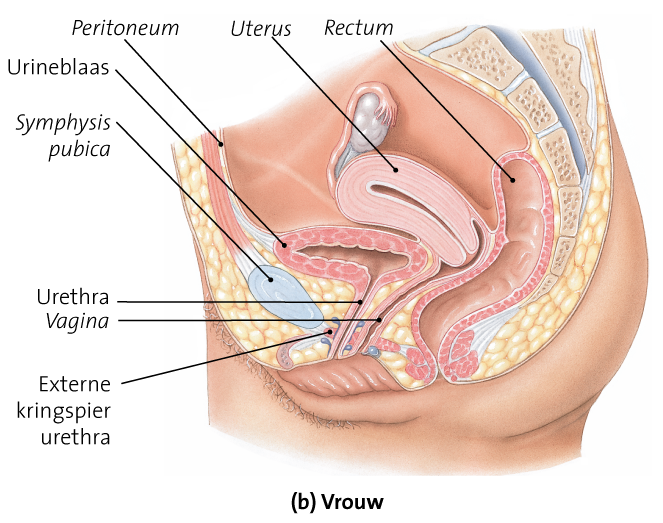 Peritoneum
Uterus
Rectum
Urineblaas
Symphysis
pubica
Urethra
Vagina
Externe
kringspier
urethra
(b) Vrouw